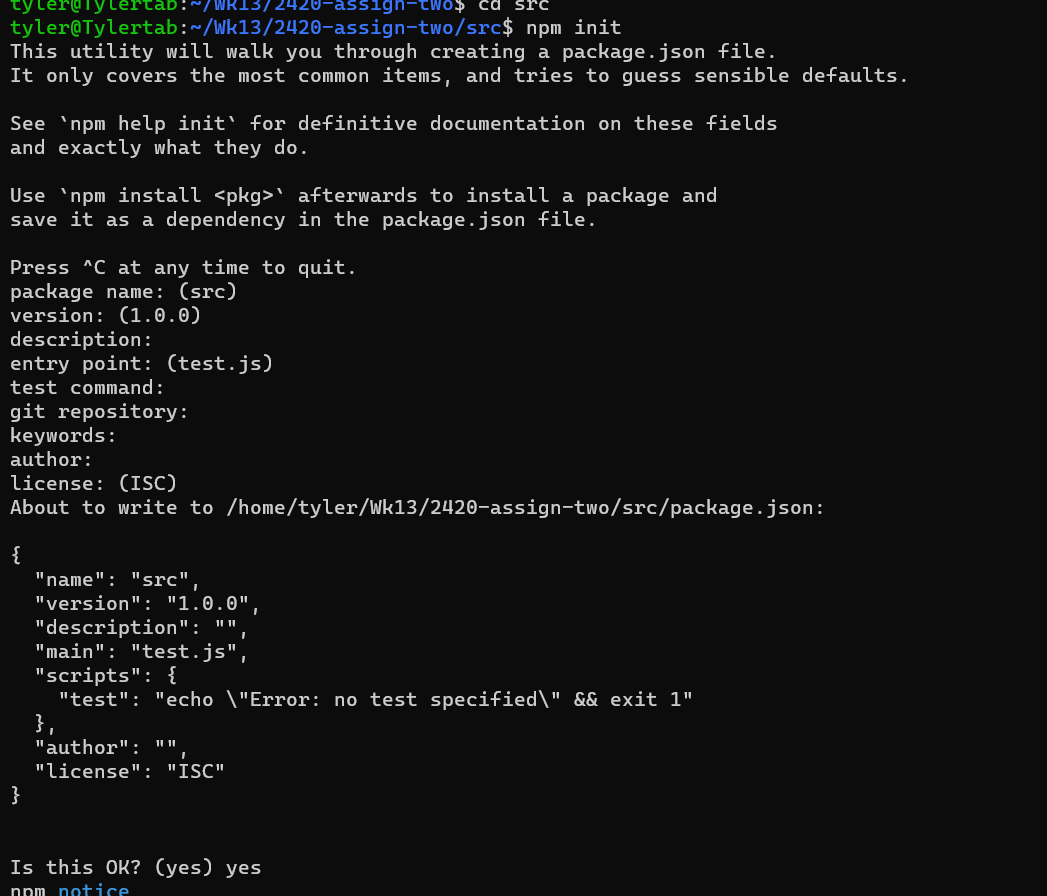 tyler@Tylertab:~/Wk13/2420-assign-two$ cd src
tyler@Tylertab:~/Wk13/2420-assign-two/src$ npm init
This utility will walk you through creating a package.json file.
It only covers the most common items, and tries to guess sensible defaults.
See `npm help init` for definitive documentation on these fields
and exactly what they do.
Use `npm install <pkg>` afterwards to install a package and
save it as a dependency in the package.json file.
Press ^C at any time to quit.
package name: (src)
version: (1.0.0)
description:
entry point: (test.js)
test command:
git repository:
keywords:
author:
license: (ISC)
About to write to /home/tyler/Wk13/2420-assign-two/src/package.json:
{
  "name": "src",
  "version": "1.0.0",
  "description": "",
  "main": "test.js",
  "scripts": {
    "test": "echo \"Error: no test specified\" && exit 1"
  },
  "author": "",
  "license": "ISC"
}
Is this OK? (yes) yes
npm notice